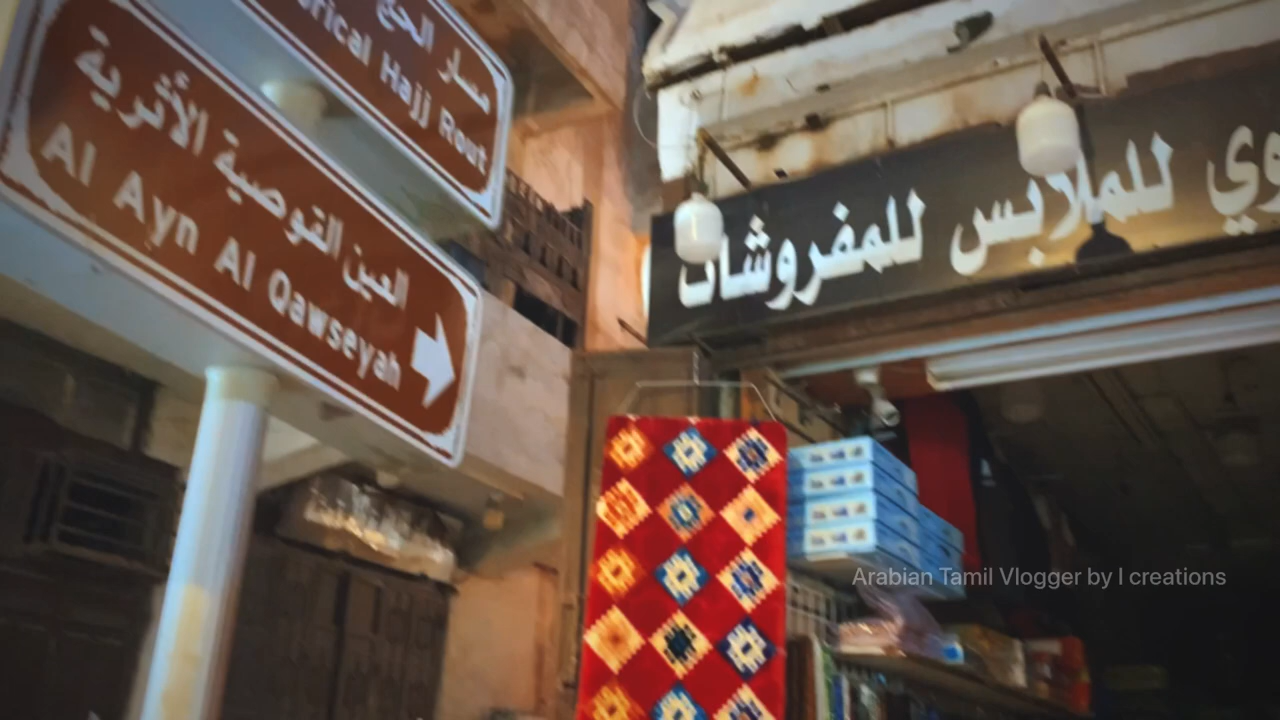 مسار الحج
orical Hajj Rout
العين التوصية الأثرية
Al Ayn Al Qawseyah
وي للملابس للمفروشات
Arabian Tamil Vlogger by I creations